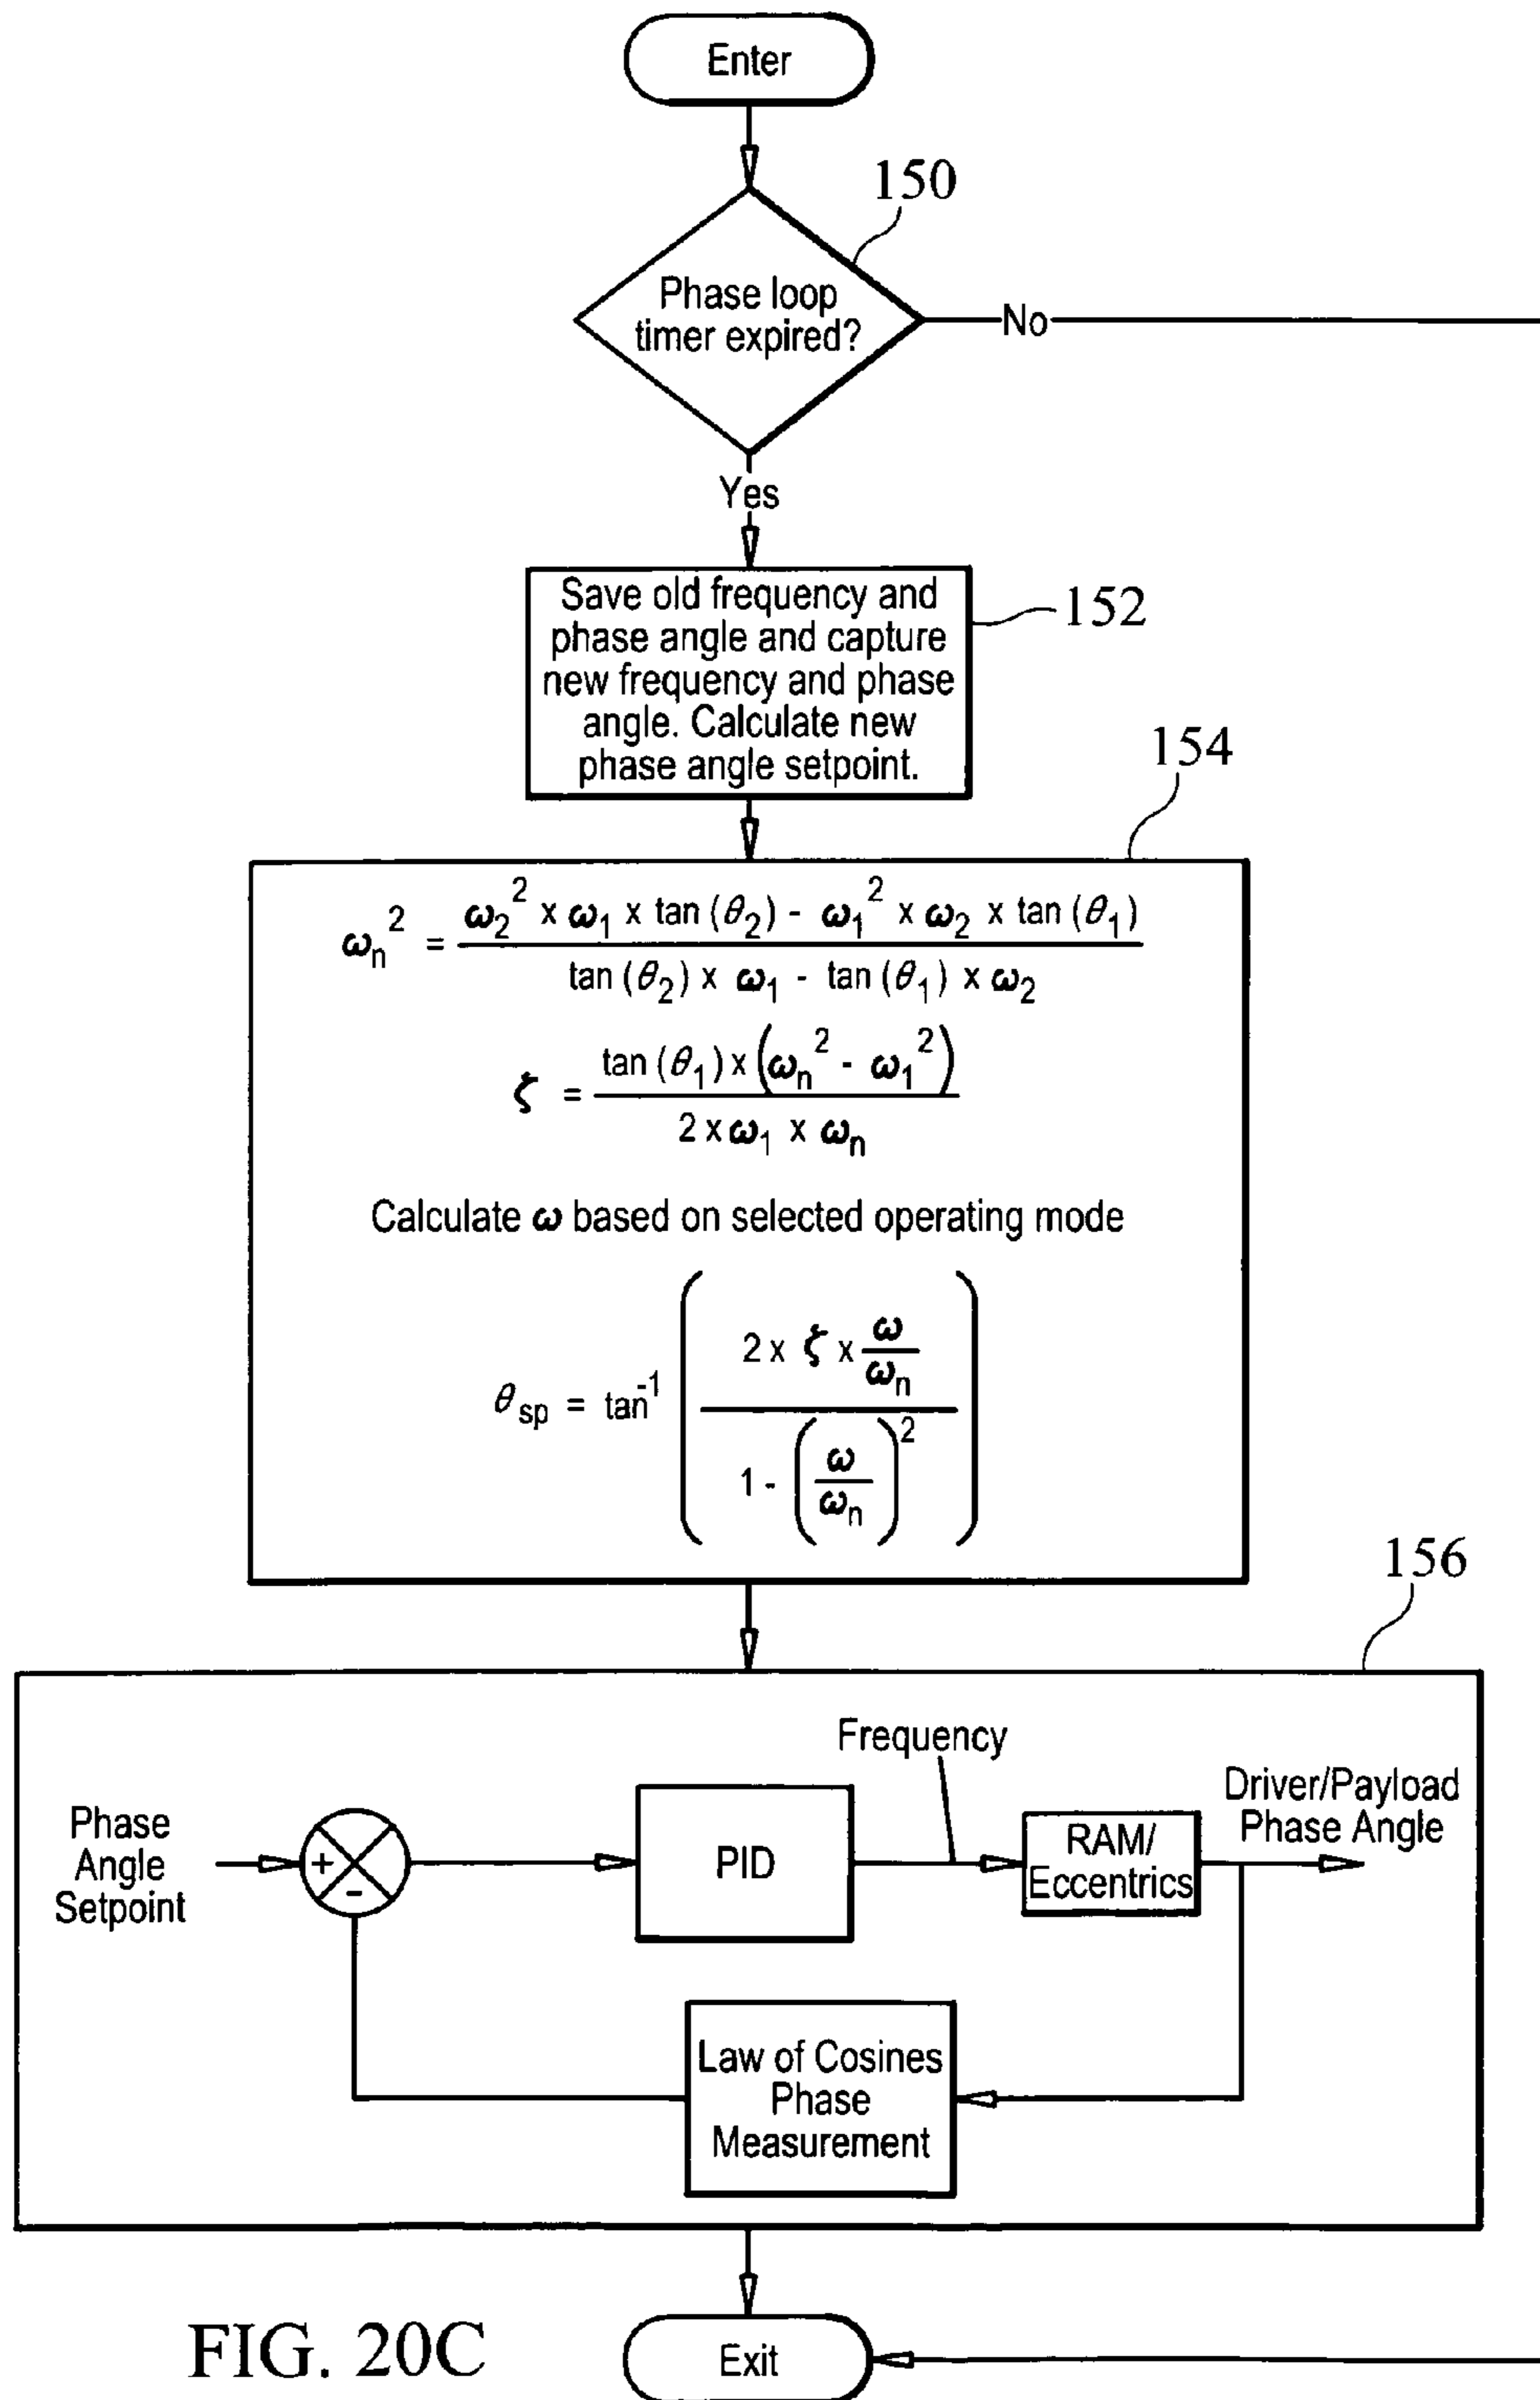 Enter
150
Phase loop
timer expired?
No
Yes
Save old frequency and
phase angle and capture
new frequency and phase
angle. Calculate new
phase angle setpoint.
152
154
ωn² = (ω2² x ω1 x tan (θ2) - ω1² x ω2 x tan (θ1)) / (tan (θ2) x ω1 - tan (θ1) x ω2)
ζ = (tan (θ1) x (ωn² - ω1²)) / (2 x ω1 x ωn)
Calculate ω based on selected operating mode
θsp = tan⁻¹ ((2 x ζ x ω/ωn) / (1 - (ω/ωn)²))
156
Frequency
Driver/Payload
Phase Angle
Phase
Angle
Setpoint
+
-
PID
RAM/
Eccentrics
Law of Cosines
Phase
Measurement
FIG. 20C
Exit